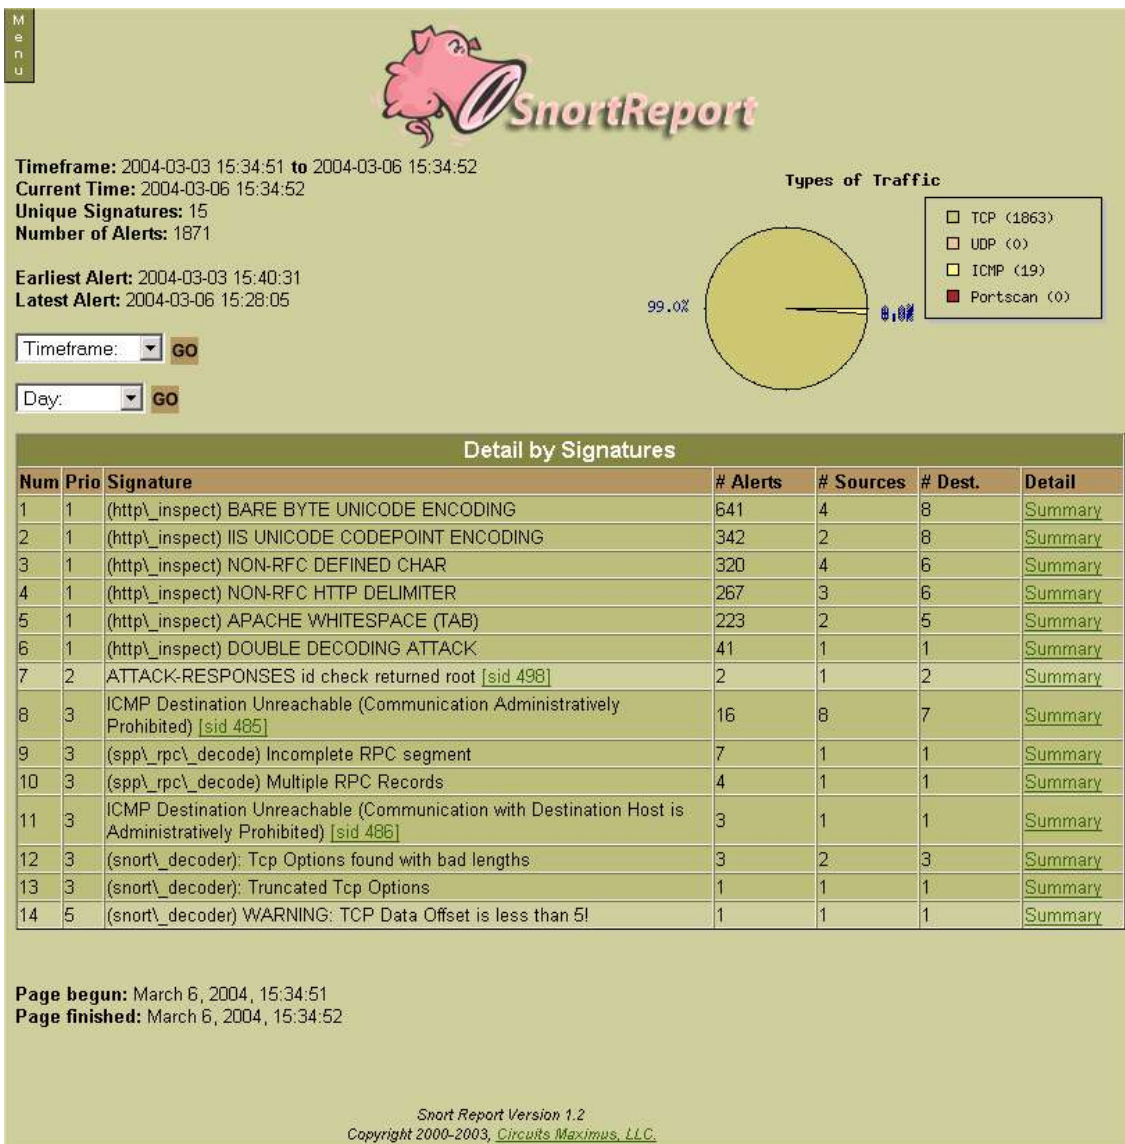 Menu
SnortReport
Timeframe: 2004-03-03 15:34:51 to 2004-03-06 15:34:52
Current Time: 2004-03-06 15:34:52
Unique Signatures: 15
Number of Alerts: 1871
Earliest Alert: 2004-03-03 15:40:31
Latest Alert: 2004-03-06 15:28:05
Timeframe: GO
Day: GO
Types of Traffic
TCP (1863)
UDP (0)
ICMP (19)
Portscan (0)
99.0%
Detail by Signatures
Num Prio Signature # Alerts # Sources # Dest. Detail
1 1 (http\_inspect) BARE BYTE UNICODE ENCODING 641 4 8 Summary
2 1 (http\_inspect) IIS UNICODE CODEPOINT ENCODING 342 2 8 Summary
3 1 (http\_inspect) NON-RFC DEFINED CHAR 320 4 6 Summary
4 1 (http\_inspect) NON-RFC HTTP DELIMITER 267 3 6 Summary
5 1 (http\_inspect) APACHE WHITESPACE (TAB) 223 2 5 Summary
6 1 (http\_inspect) DOUBLE DECODING ATTACK 41 1 1 Summary
7 2 ATTACK-RESPONSES id check returned root [sid 498] 2 1 2 Summary
8 3 ICMP Destination Unreachable (Communication Administratively
Prohibited) [sid 485] 16 8 7 Summary
9 3 (spp\_rpc\_decode) Incomplete RPC segment 7 1 1 Summary
10 3 (spp\_rpc\_decode) Multiple RPC Records 4 1 1 Summary
11 3 ICMP Destination Unreachable (Communication with Destination Host is
Administratively Prohibited) [sid 486] 3 1 1 Summary
12 3 (snort\_decoder): Tcp Options found with bad lengths 3 2 3 Summary
13 3 (snort\_decoder): Truncated Tcp Options 1 1 1 Summary
14 5 (snort\_decoder) WARNING: TCP Data Offset is less than 5! 1 1 1 Summary
Page begun: March 6, 2004, 15:34:51
Page finished: March 6, 2004, 15:34:52
Snort Report Version 1.2
Copyright 2000-2003, Circuits Maximus, LLC.